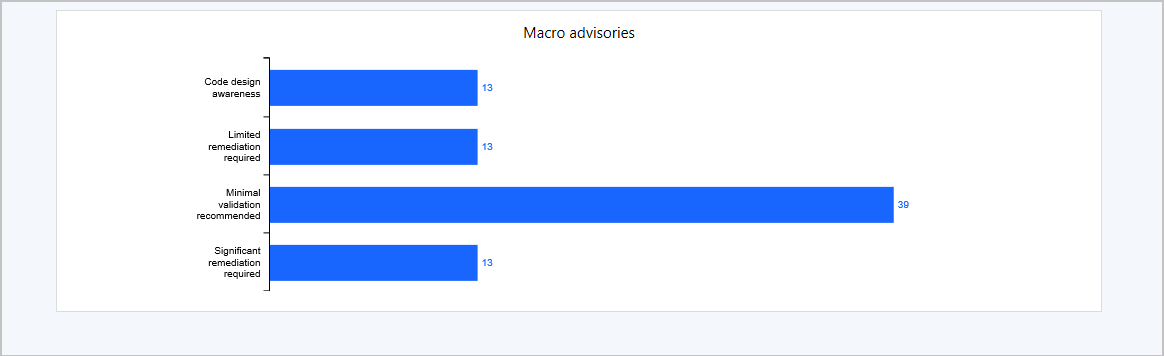 Macro advisories
Code design
awareness
13
Limited
remediation
required
13
Minimal
validation
recommended
39
Significant
remediation
required
13